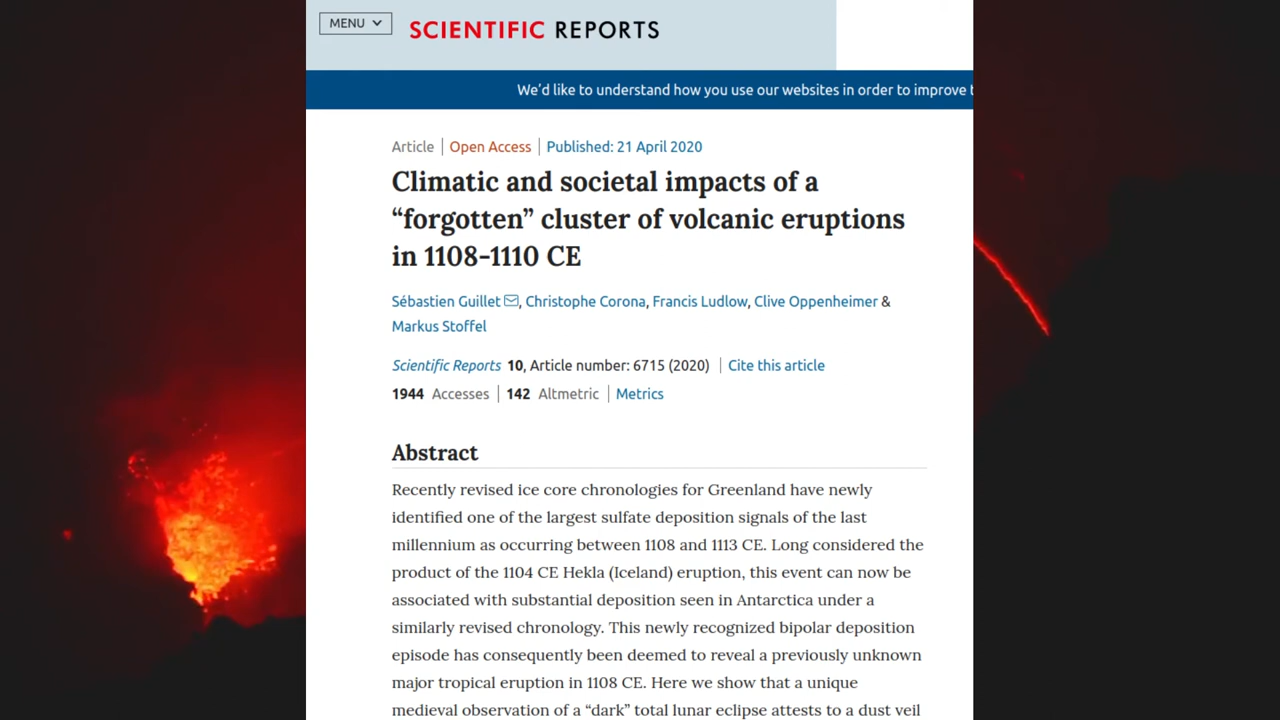 MENU
SCIENTIFIC REPORTS
We'd like to understand how you use our websites in order to improve t
Article | Open Access | Published: 21 April 2020
Climatic and societal impacts of a
“forgotten” cluster of volcanic eruptions
in 1108-1110 CE
Sébastien Guillet, Christophe Corona, Francis Ludlow, Clive Oppenheimer &
Markus Stoffel
Scientific Reports 10, Article number: 6715 (2020) | Cite this article
1944 Accesses | 142 Altmetric | Metrics
Abstract
Recently revised ice core chronologies for Greenland have newly
identified one of the largest sulfate deposition signals of the last
millennium as occurring between 1108 and 1113 CE. Long considered the
product of the 1104 CE Hekla (Iceland) eruption, this event can now be
associated with substantial deposition seen in Antarctica under a
similarly revised chronology. This newly recognized bipolar deposition
episode has consequently been deemed to reveal a previously unknown
major tropical eruption in 1108 CE. Here we show that a unique
medieval observation of a “dark” total lunar eclipse attests to a dust veil